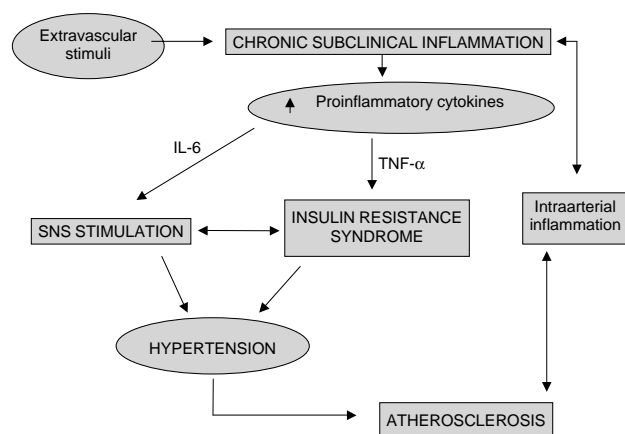 Extravascular
stimuli
CHRONIC SUBCLINICAL INFLAMMATION
Proinflammatory cytokines
IL-6
TNF-α
SNS STIMULATION
INSULIN RESISTANCE
SYNDROME
Intraarterial
inflammation
HYPERTENSION
ATHEROSCLEROSIS